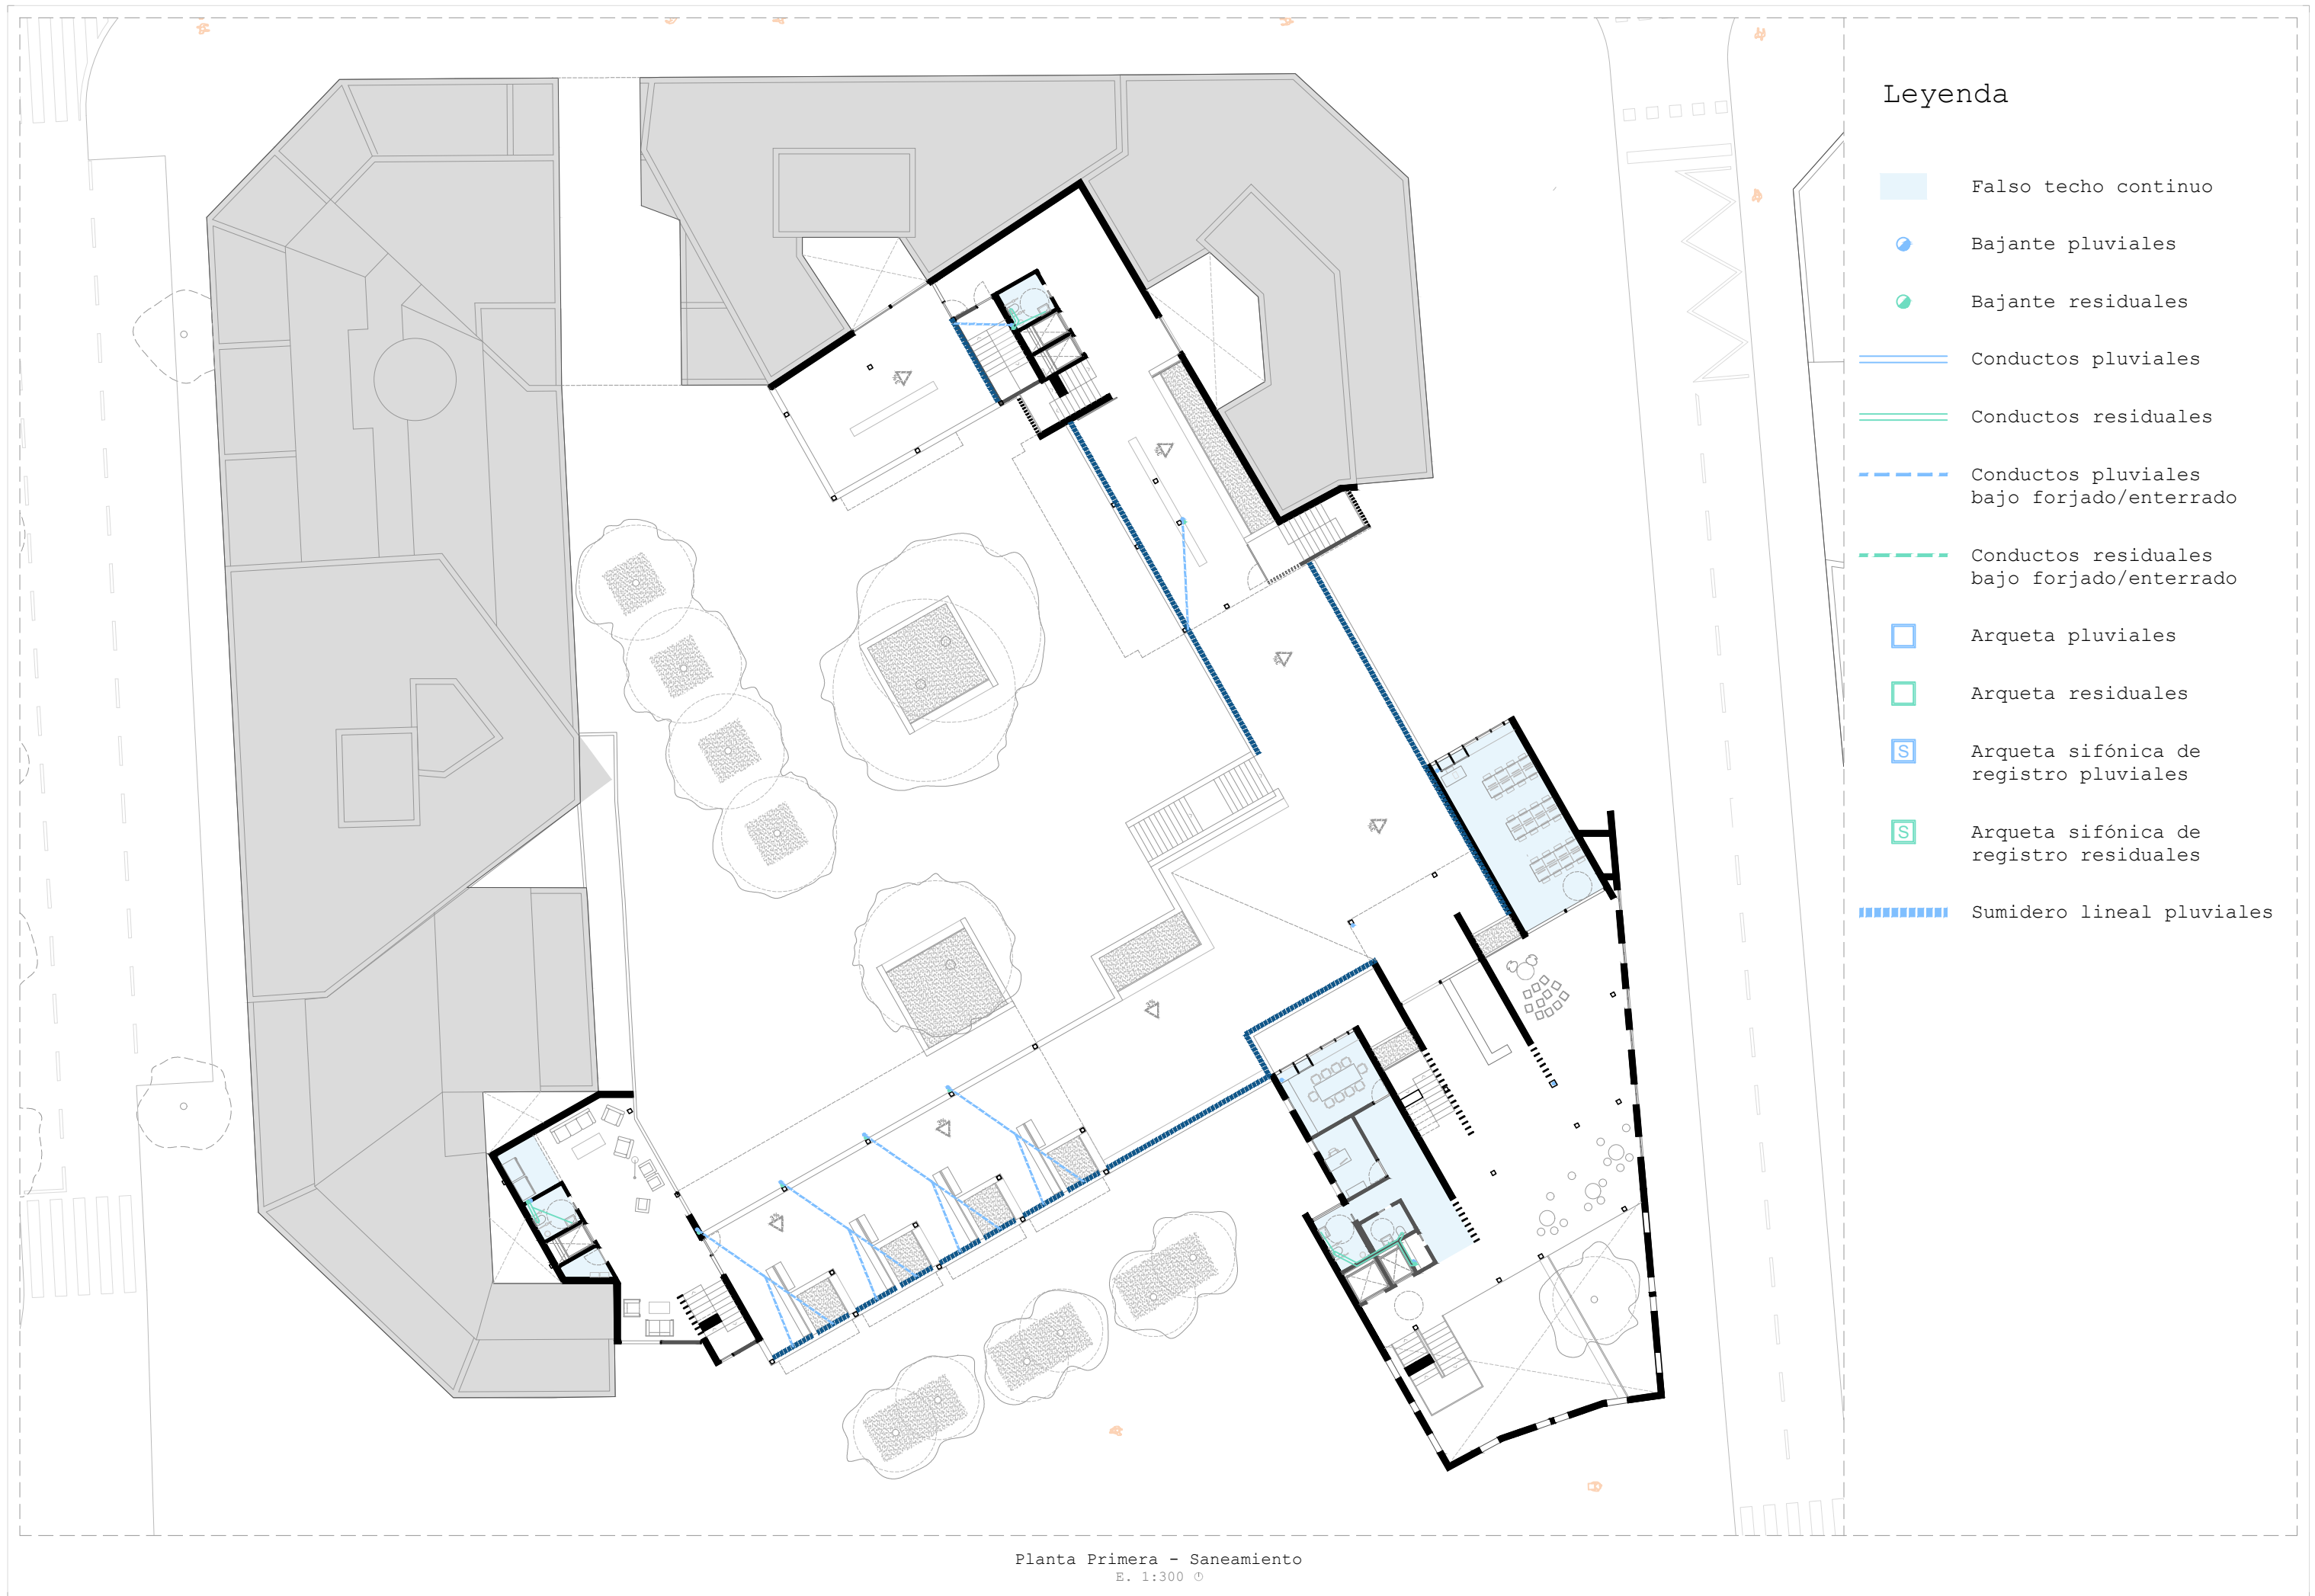 Leyenda
Falso techo continuo
Bajante pluviales
Bajante residuales
Conductos pluviales
Conductos residuales
Conductos pluviales
bajo forjado/enterrado
Conductos residuales
bajo forjado/enterrado
Arqueta pluviales
Arqueta residuales
S
Arqueta sifónica de
registro pluviales
S
Arqueta sifónica de
registro residuales
Sumidero lineal pluviales
Planta Primera - Saneamiento
E. 1:300